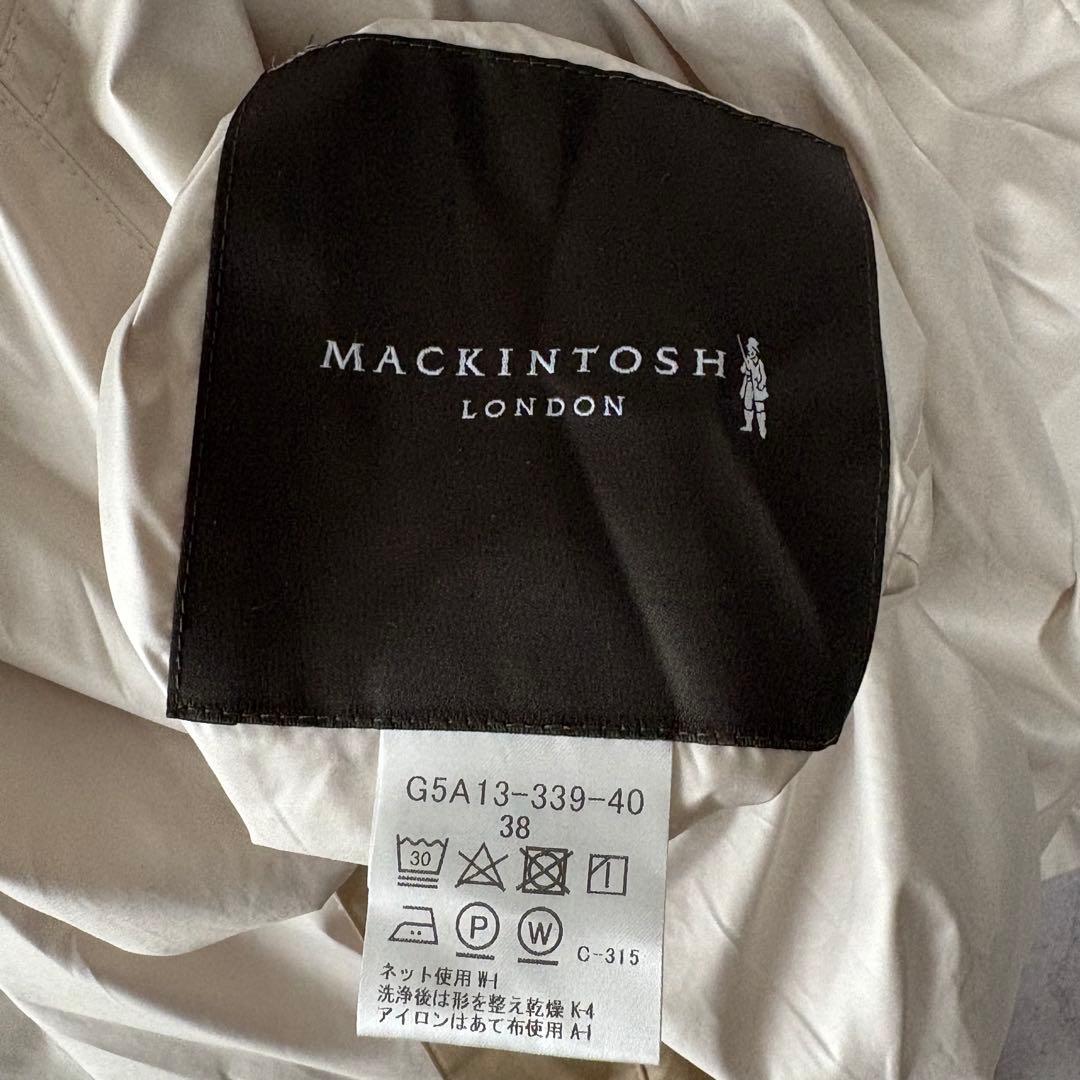 MACKINTOSH
LONDON
G5A13-339-40
38
30
P W C-315
ネット使用 W-1
洗浄後は形を整え乾燥 K-4
アイロンはあて布使用 A-1